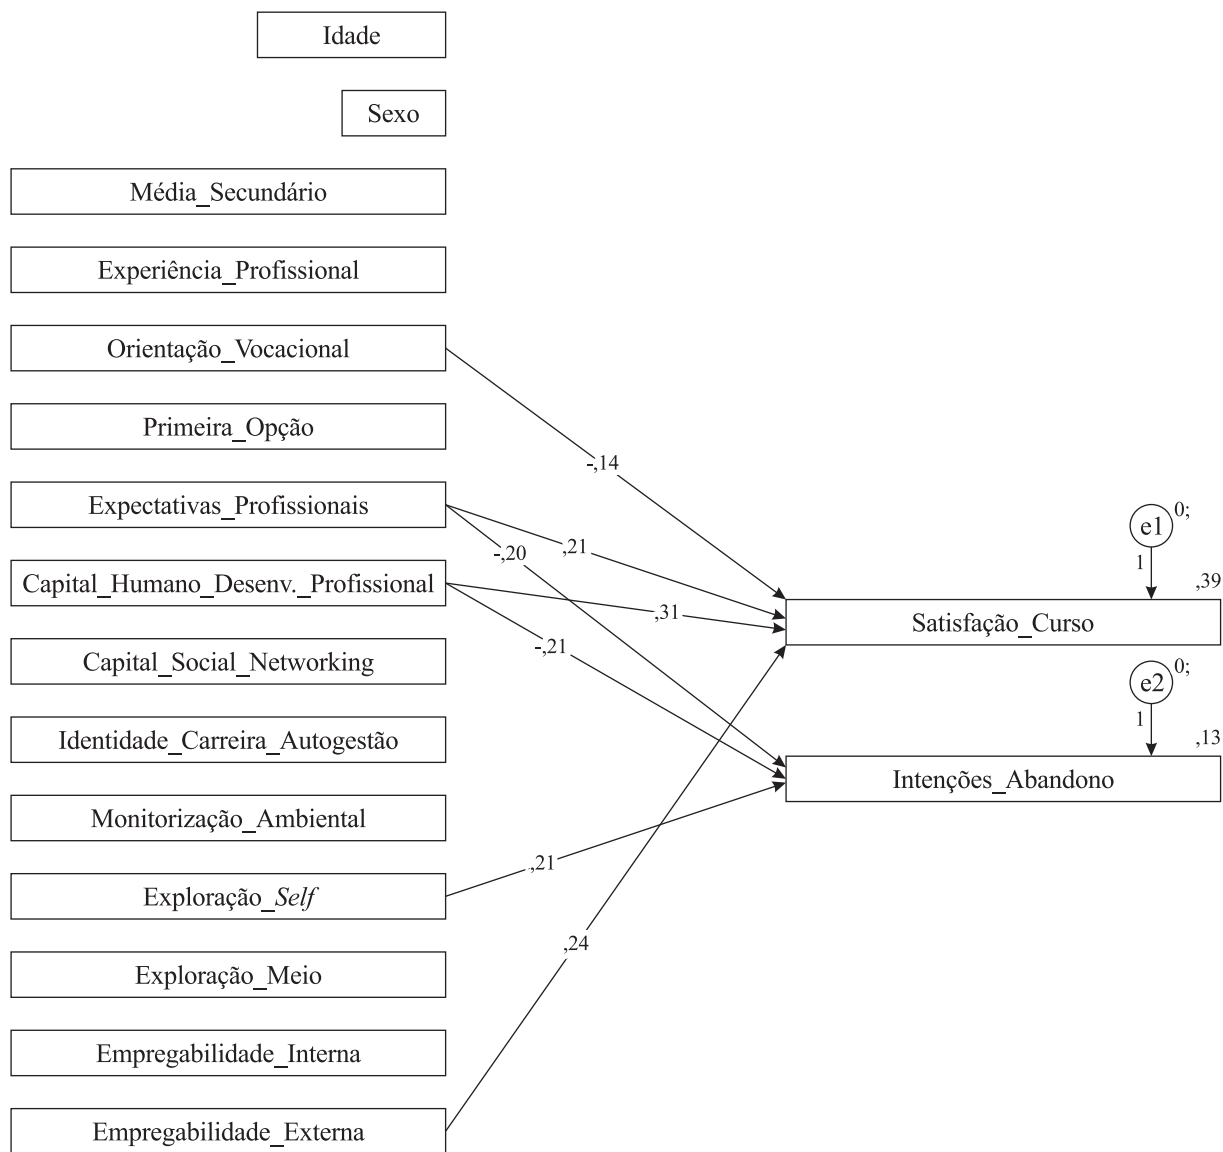 Idade
Sexo
Média_Secundário
Experiência_Profissional
Orientação_Vocacional
Primeira_Opção
-,14
Expectativas_Profissionais
e1
0;
,21
-,20
1
Capital_Humano_Desenv._Profissional
,39
,31
Satisfação_Curso
-,21
Capital_Social_Networking
e2
0;
1
Identidade_Carreira_Autogestão
,13
Intenções_Abandono
Monitorização_Ambiental
,21
Exploração_Self
,24
Exploração_Meio
Empregabilidade_Interna
Empregabilidade_Externa